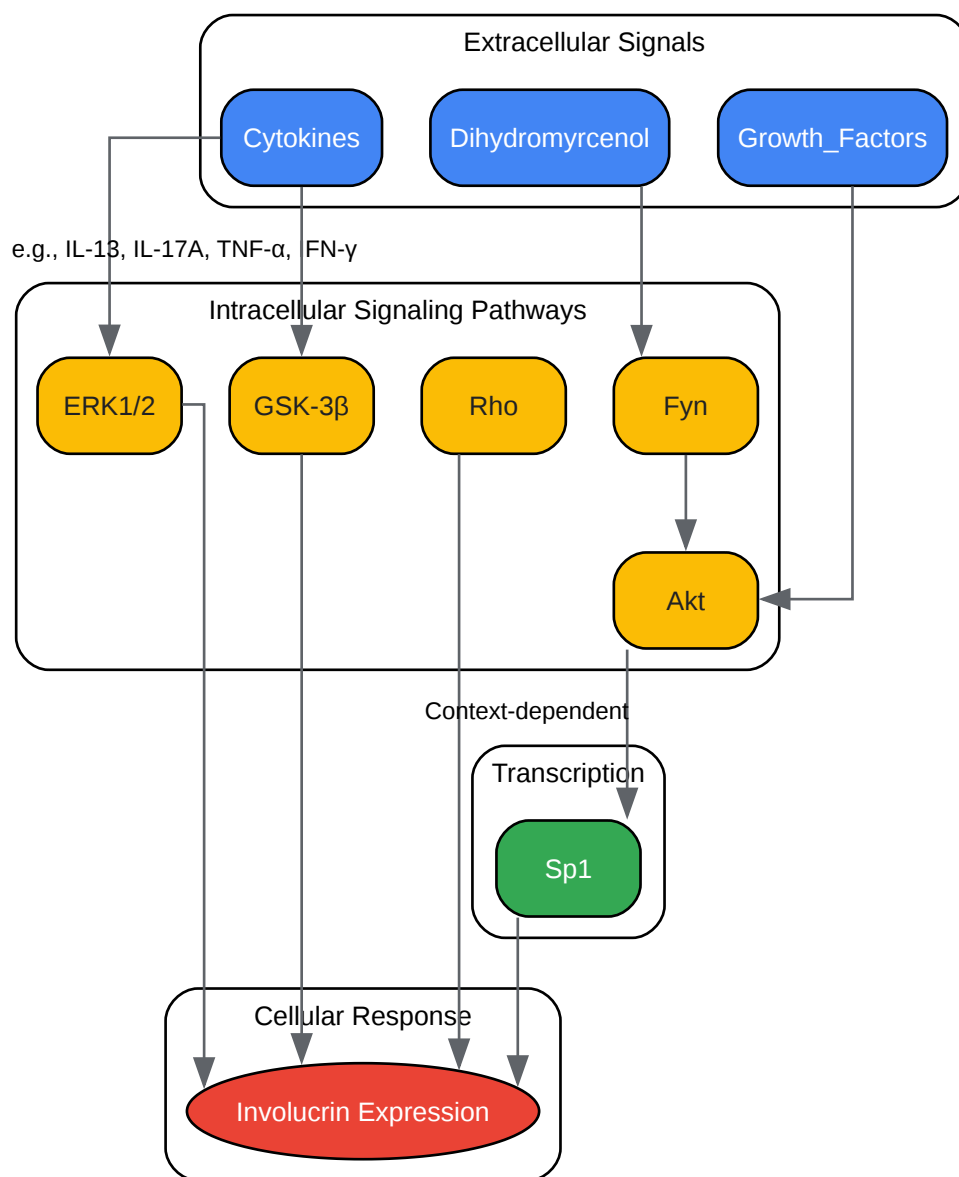 Extracellular Signals
Cytokines
Dihydromyrcenol
Growth_Factors
e.g., IL-13, IL-17A, TNF-α, IFN-γ
Intracellular Signaling Pathways
ERK1/2
GSK-3β
Rho
Fyn
Akt
Context-dependent
Transcription
Sp1
Cellular Response
Involucrin Expression